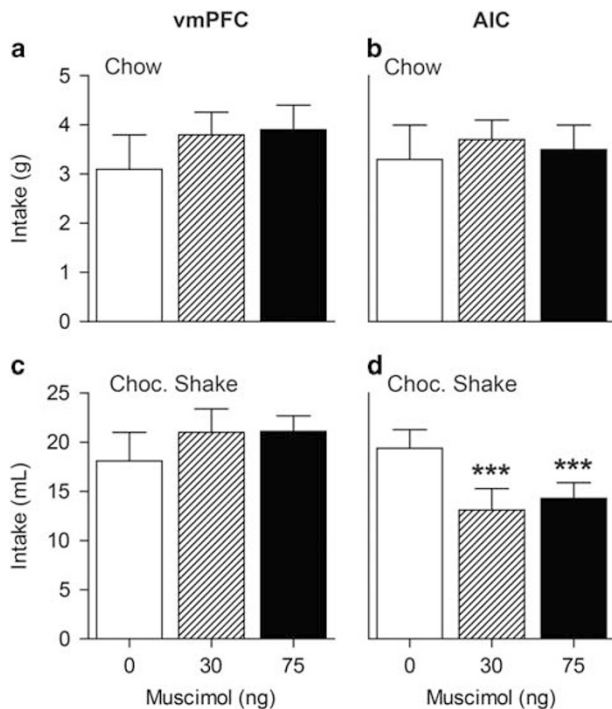 vmPFC
AIC
a
Chow
b
Chow
Intake (g)
5
4
3
2
1
0
c
Choc. Shake
d
Choc. Shake
Intake (mL)
25
20
15
10
5
0
***
***
0 30 75
0 30 75
Muscimol (ng)
Muscimol (ng)